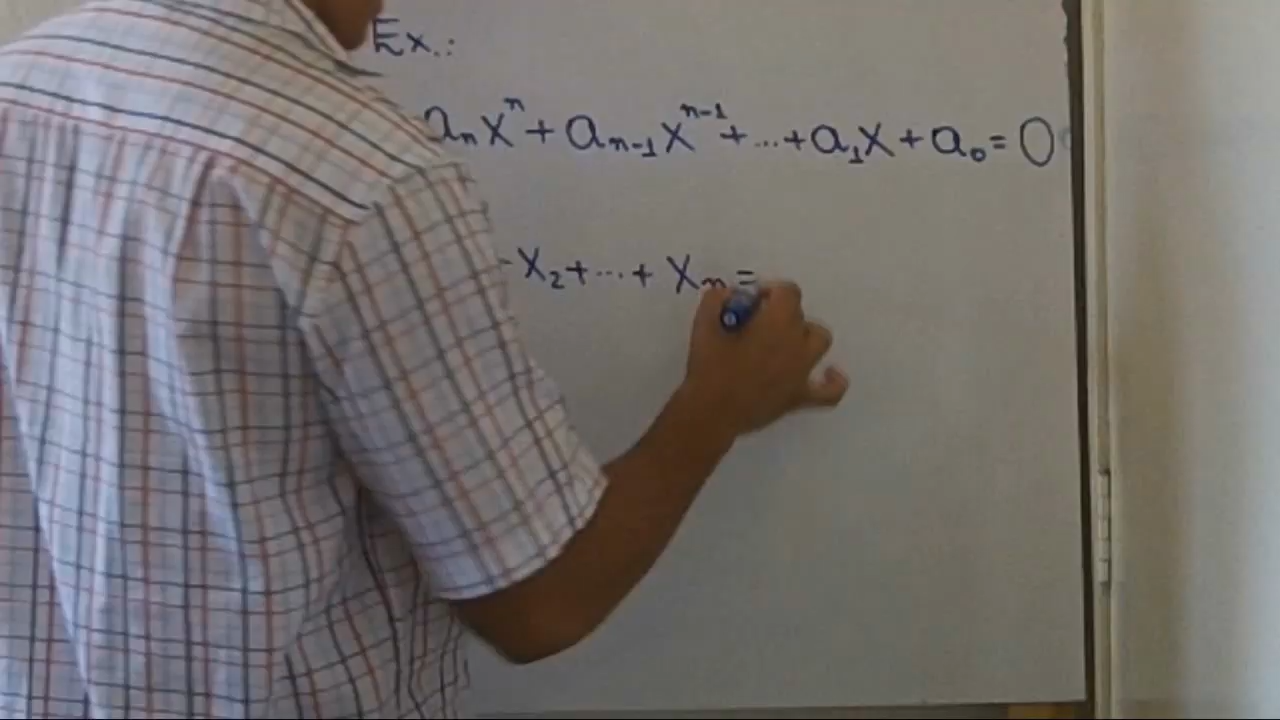 Ex.:
aₙxⁿ + aₙ₋₁xⁿ⁻¹ + ... + a₁x + a₀ = 0
- x₂ + ... + xₙ =